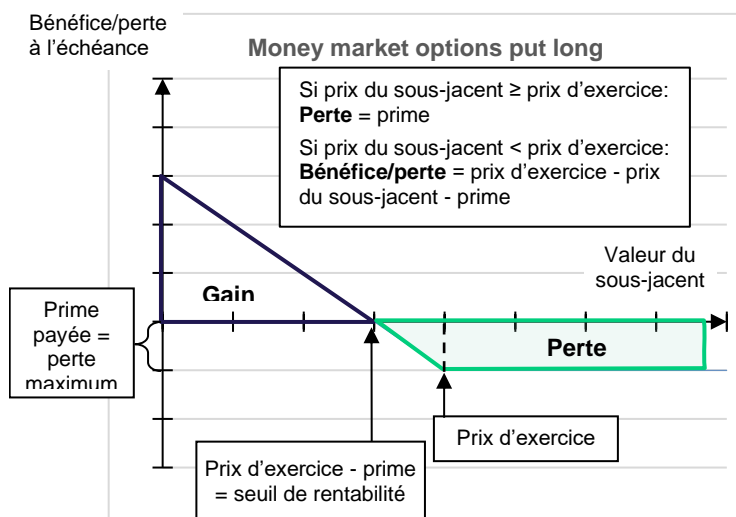 Bénéfice/perte
à l'échéance
Money market options put long
Si prix du sous-jacent ≥ prix d'exercice:
Perte = prime
Si prix du sous-jacent < prix d'exercice:
Bénéfice/perte = prix d'exercice - prix
du sous-jacent - prime
Valeur du
sous-jacent
Gain
Prime
payée =
perte
maximum
Perte
Prix d'exercice
Prix d'exercice - prime
= seuil de rentabilité